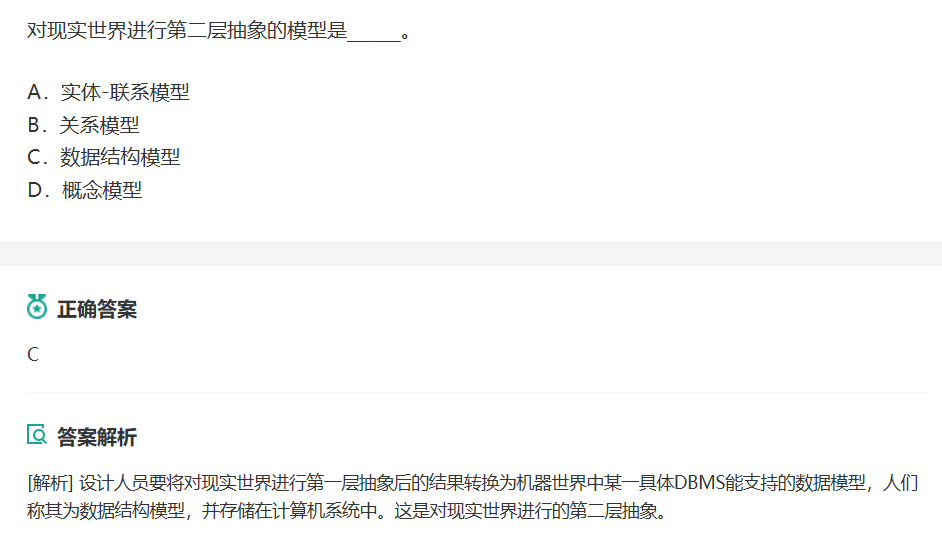 对现实世界进行第二层抽象的模型是______。
A．实体-联系模型
B．关系模型
C．数据结构模型
D．概念模型
正确答案
C
答案解析
[解析] 设计人员要将对现实世界进行第一层抽象后的结果转换为机器世界中某一具体DBMS能支持的数据模型，人们
称其为数据结构模型，并存储在计算机系统中。这是对现实世界进行的第二层抽象。